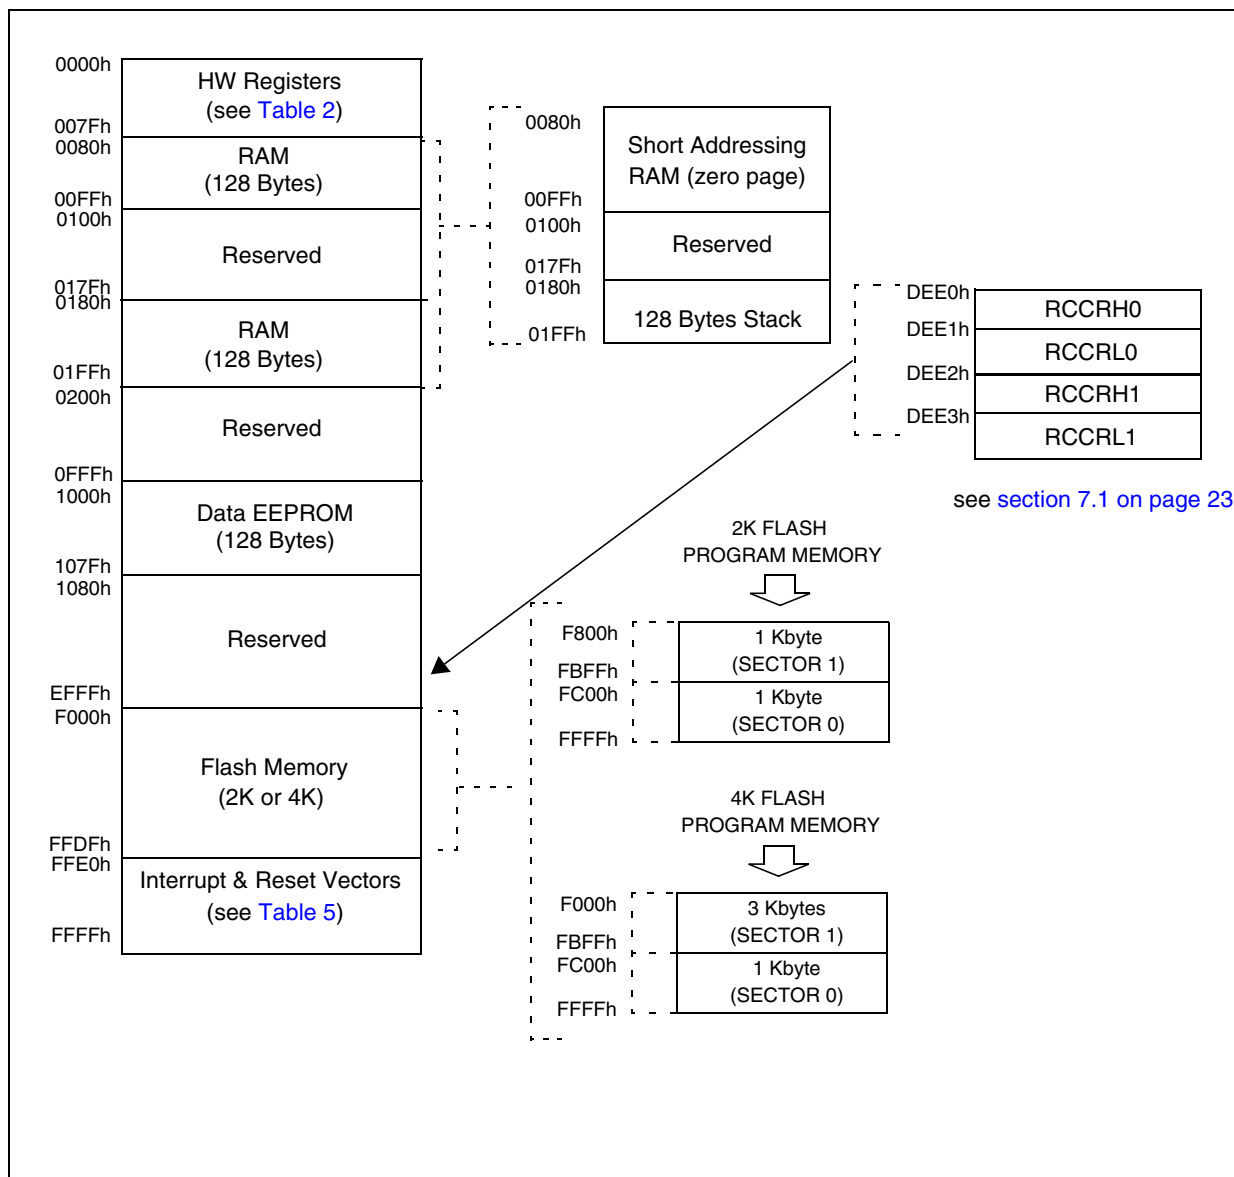 0000h
HW Registers
(see Table 2)
007Fh
0080h
RAM
(128 Bytes)
00FFh
0100h
Reserved
017Fh
0180h
RAM
(128 Bytes)
01FFh
0200h
Reserved
0FFFh
1000h
Data EEPROM
(128 Bytes)
107Fh
1080h
Reserved
EFFFh
F000h
Flash Memory
(2K or 4K)
FFDFh
FFE0h
Interrupt & Reset Vectors
(see Table 5)
FFFFh
0080h
Short Addressing
RAM (zero page)
00FFh
0100h
Reserved
017Fh
0180h
128 Bytes Stack
01FFh
DEE0h
RCCRH0
DEE1h
RCCRL0
DEE2h
RCCRH1
DEE3h
RCCRL1
see section 7.1 on page 23
2K FLASH
PROGRAM MEMORY
F800h
1 Kbyte
(SECTOR 1)
FBFFh
FC00h
1 Kbyte
(SECTOR 0)
FFFFh
4K FLASH
PROGRAM MEMORY
F000h
3 Kbytes
(SECTOR 1)
FBFFh
FC00h
1 Kbyte
(SECTOR 0)
FFFFh